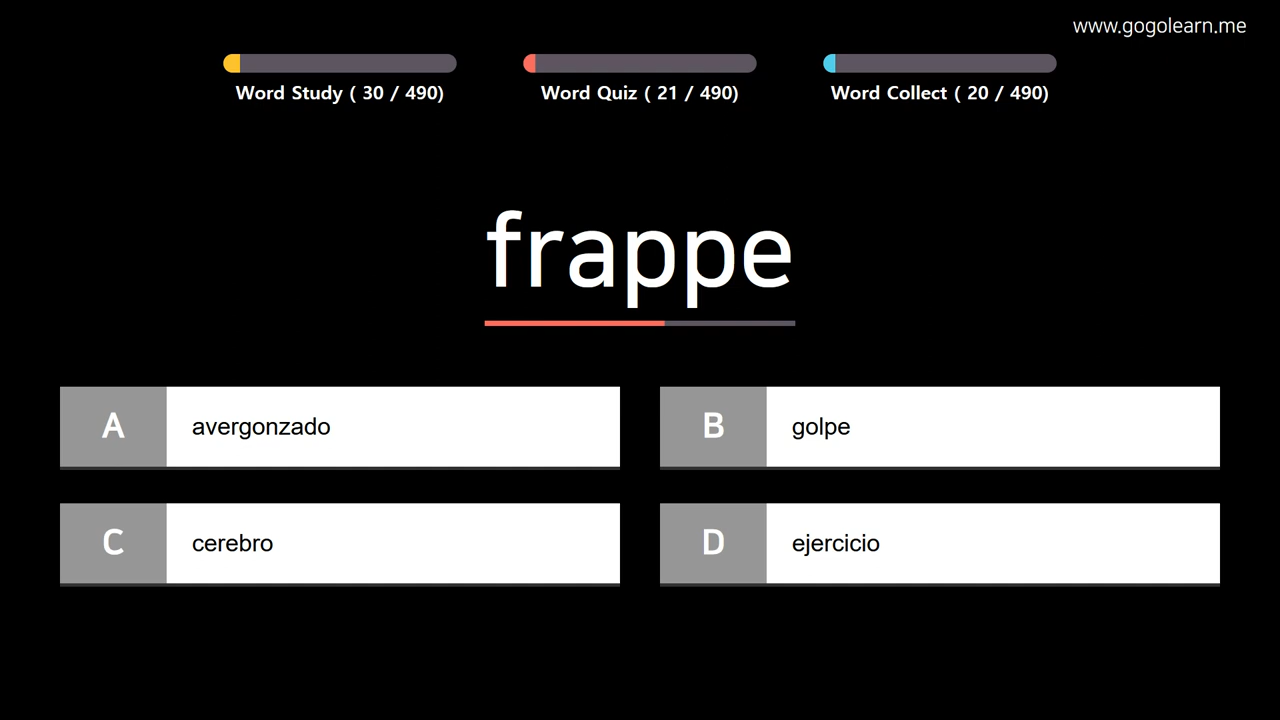 www.gogolearn.me
Word Study ( 30 / 490)
Word Quiz ( 21 / 490)
Word Collect ( 20 / 490)
frappe
A avergonzado
B golpe
C cerebro
D ejercicio